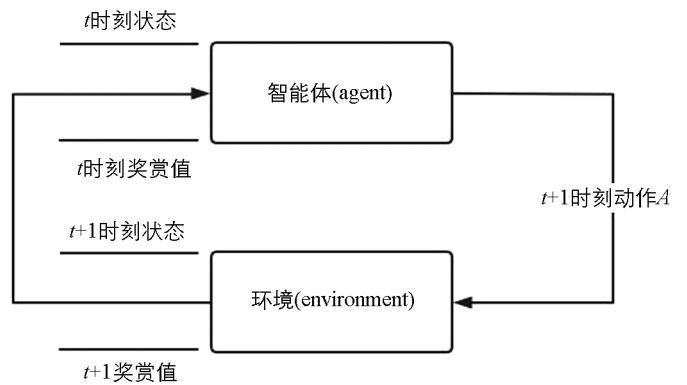 t时刻状态
智能体(agent)
t时刻奖赏值
t+1时刻动作A
t+1时刻状态
环境(environment)
t+1奖赏值